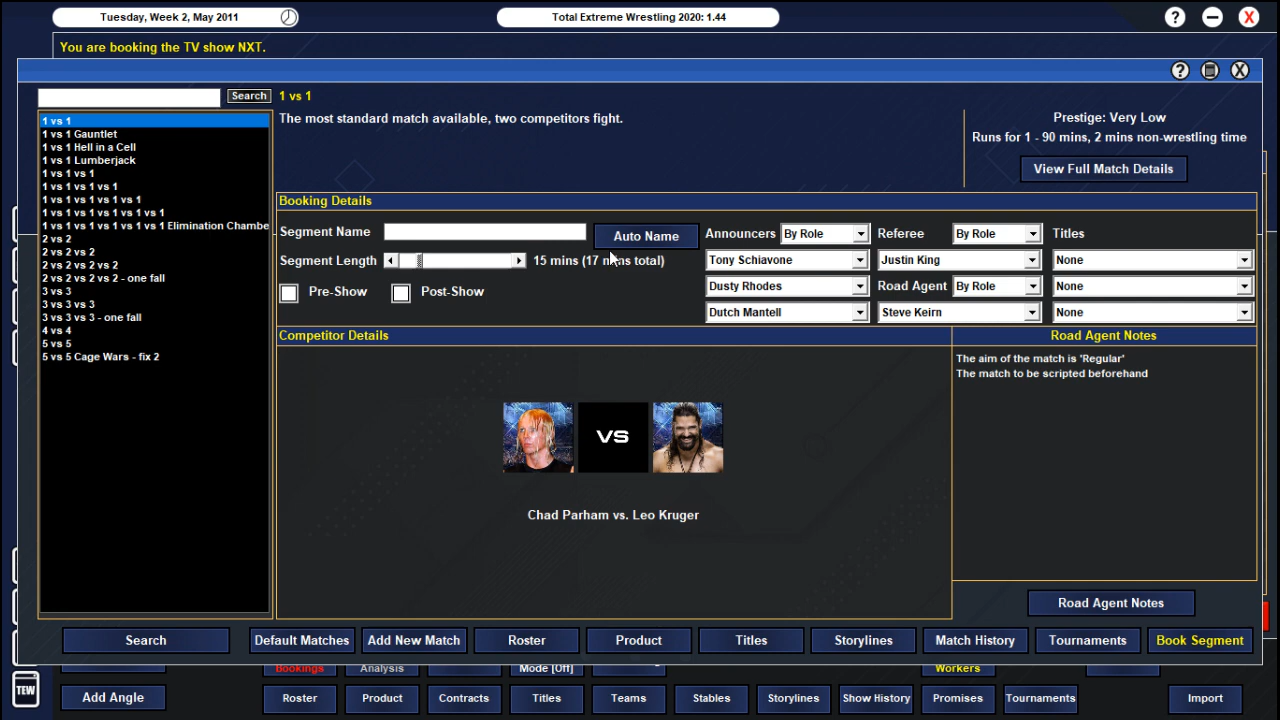 Tuesday, Week 2, May 2011
Total Extreme Wrestling 2020: 1.44
?
X
You are booking the TV show NXT.
?
X
Search
1 vs 1
1 vs 1
1 vs 1 Gauntlet
1 vs 1 Hell in a Cell
1 vs 1 Lumberjack
1 vs 1 vs 1
1 vs 1 vs 1 vs 1
1 vs 1 vs 1 vs 1 vs 1
1 vs 1 vs 1 vs 1 vs 1 vs 1
1 vs 1 vs 1 vs 1 vs 1 vs 1 Elimination Chambe
2 vs 2
2 vs 2 vs 2
2 vs 2 vs 2 vs 2
2 vs 2 vs 2 vs 2 - one fall
3 vs 3
3 vs 3 vs 3
3 vs 3 vs 3 - one fall
4 vs 4
5 vs 5
5 vs 5 Cage Wars - fix 2
The most standard match available, two competitors fight.
Prestige: Very Low
Runs for 1 - 90 mins, 2 mins non-wrestling time
View Full Match Details
Booking Details
Segment Name
Auto Name
Segment Length
15 mins (17 mins total)
Pre-Show
Post-Show
Announcers
By Role
Tony Schiavone
Dusty Rhodes
Dutch Mantell
Referee
By Role
Justin King
Road Agent
By Role
Steve Keirn
Titles
None
None
None
Competitor Details
VS
Chad Parham vs. Leo Kruger
Road Agent Notes
The aim of the match is 'Regular'
The match to be scripted beforehand
Road Agent Notes
Search
Default Matches
Add New Match
Roster
Product
Titles
Storylines
Match History
Tournaments
Book Segment
Bookings
Analysis
Mode [Off]
Workers
TEW
Add Angle
Roster
Product
Contracts
Titles
Teams
Stables
Storylines
Show History
Promises
Tournaments
Import